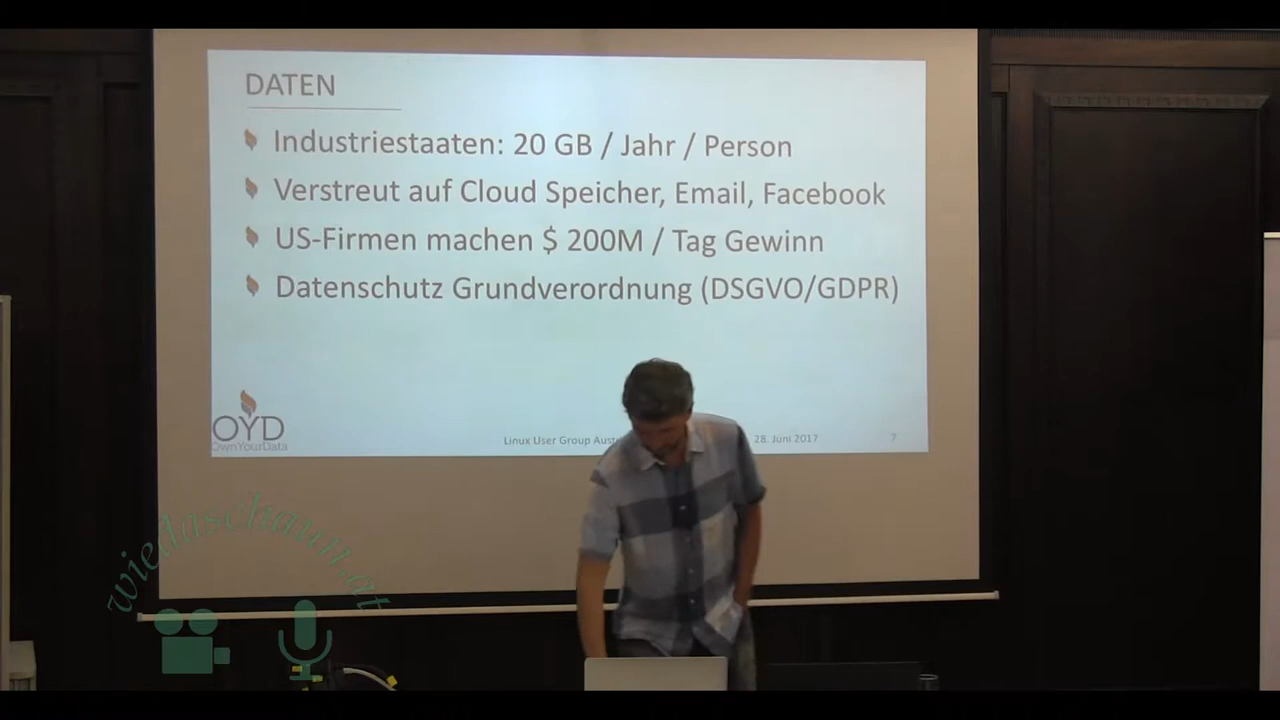 DATEN
Industriestaaten: 20 GB / Jahr / Person
Verstreut auf Cloud Speicher, Email, Facebook
US-Firmen machen $ 200M / Tag Gewinn
Datenschutz Grundverordnung (DSGVO/GDPR)
OYD
OwnYourData
Linux User Group
28. Juni 2017
7
wiedaschaun.at